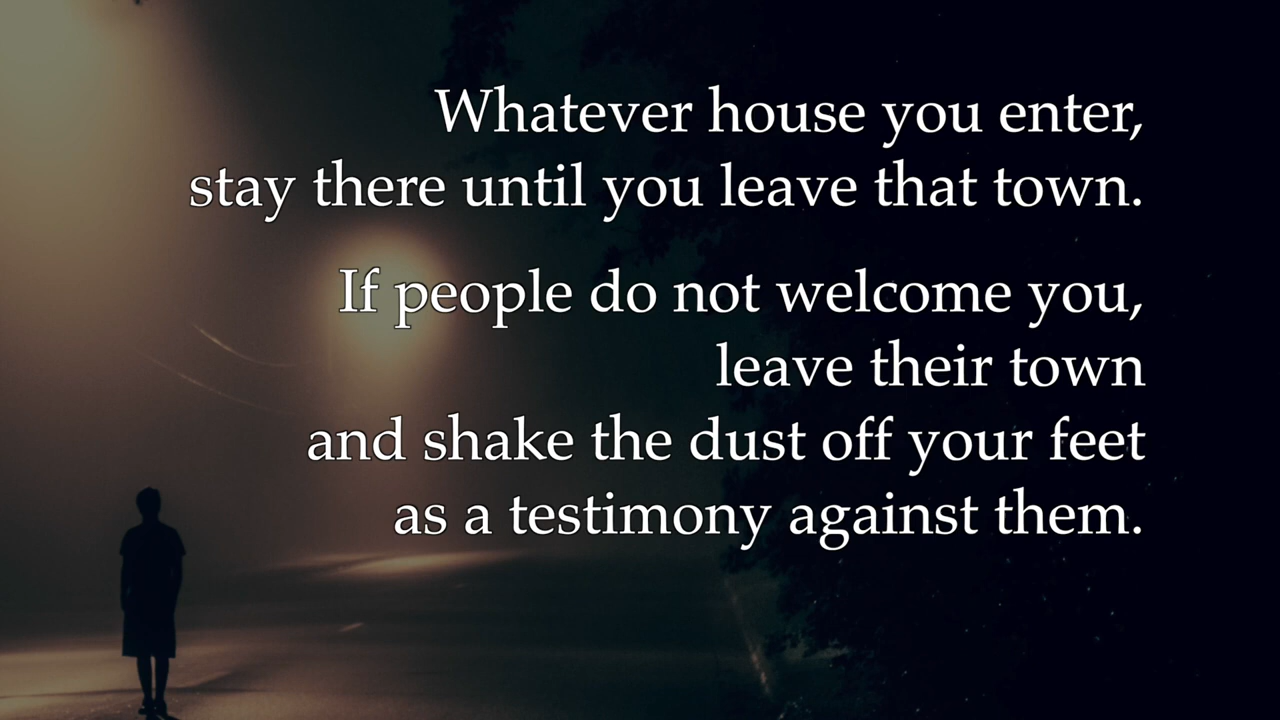 Whatever house you enter,
stay there until you leave that town.
If people do not welcome you,
leave their town
and shake the dust off your feet
as a testimony against them.